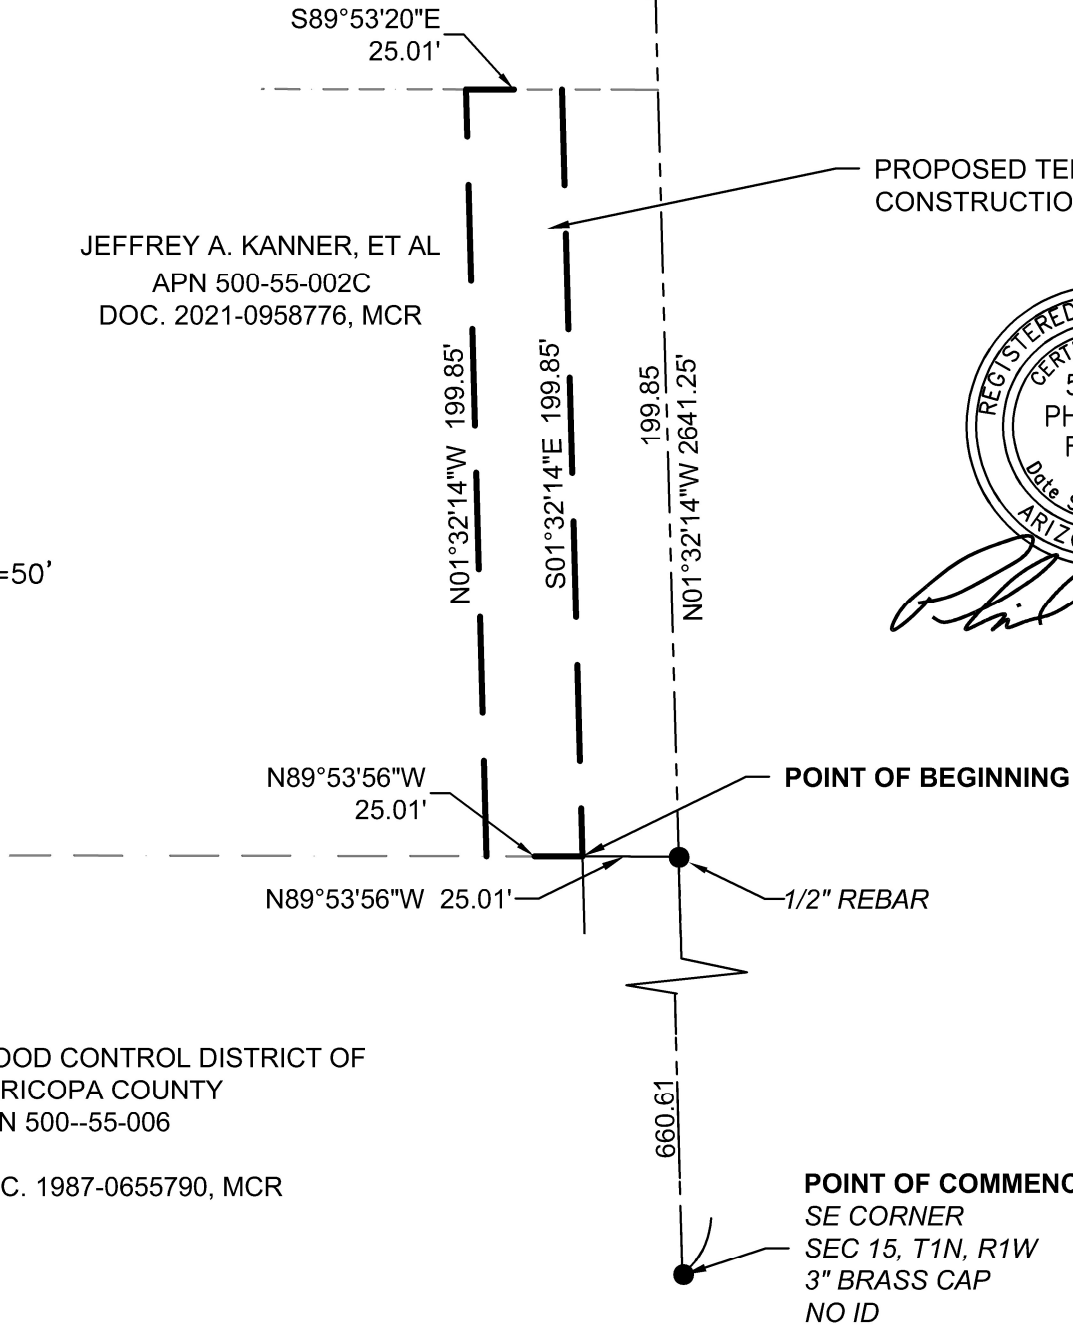 S89°53'20"E
25.01'
PROPOSED
CONSTRUCTIO
JEFFREY A. KANNER, ET AL
APN 500-55-002C
DOC. 2021-0958776, MCR
REGISTERED
N01°32'14"W 199.85'
S01°32'14"E 199.85'
199.85
N01°32'14"W 2641.25'
Date
=50'
N89°53'56"W
25.01'
POINT OF BEGINNING
N89°53'56"W 25.01'
1/2" REBAR
OOD CONTROL DISTRICT OF
RICOPA COUNTY
N 500--55-006
C. 1987-0655790, MCR
660.61
POINT OF COMMENC
SE CORNER
SEC 15, T1N, R1W
3" BRASS CAP
NO ID